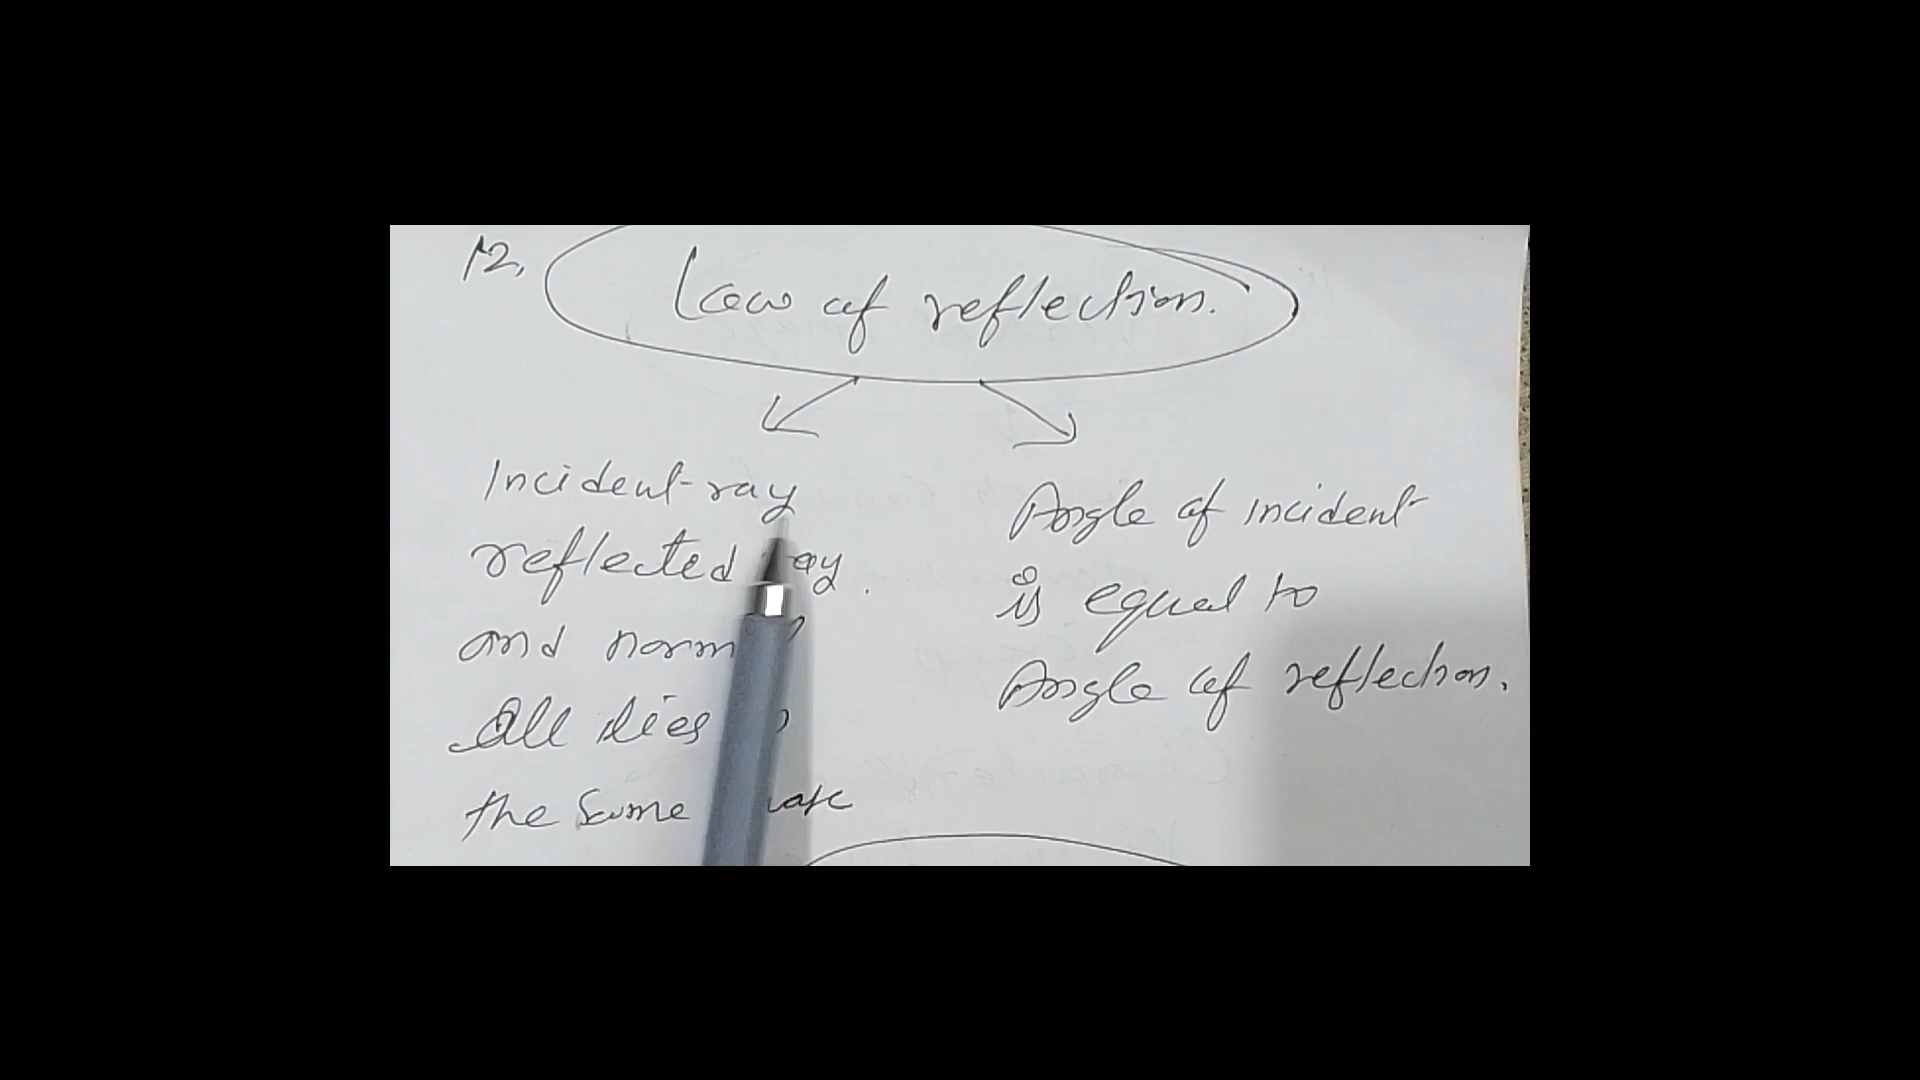 12.
Law of reflection.
Incident ray
reflected ray.
and
All lies
the same
Angle of incident
is equal to
Angle of reflection.